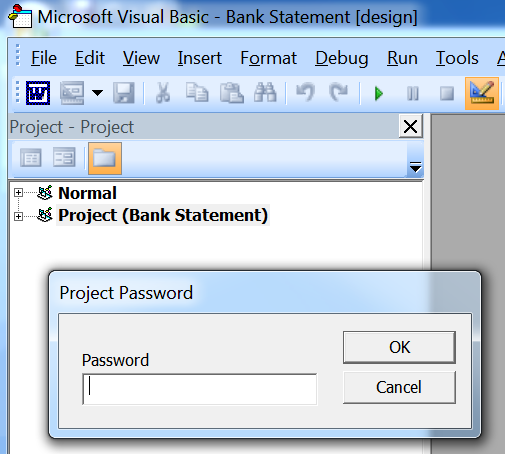 Microsoft Visual Basic - Bank Statement [design]
File Edit View Insert Format Debug Run Tools A
W
Project - Project
Normal
Project (Bank Statement)
Project Password
OK
Password
Cancel